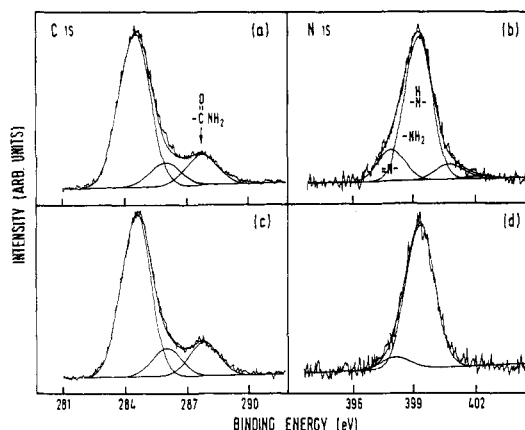 C 1S
(a)
O
-C NH2
N 1S
(b)
H
-N-
-NH2
=N-
(c)
(d)
INTENSITY (ARB. UNITS)
281 284 287 290
396 399 402
BINDING ENERGY (eV)